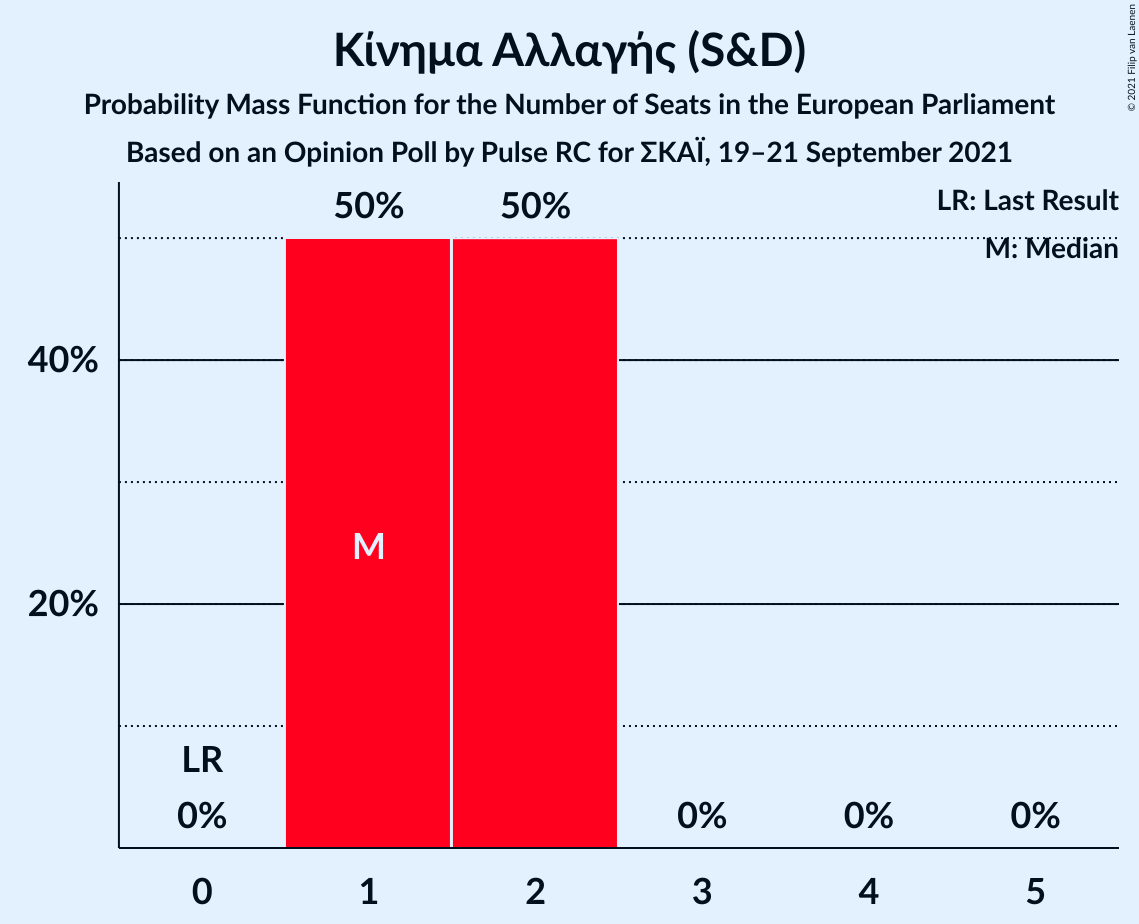 Κίνημα Αλλαγής (S&D)
Probability Mass Function for the Number of Seats in the European Parliament
Based on an Opinion Poll by Pulse RC for ΣΚΑΪ, 19–21 September 2021
© 2021 Filip van Laenen
LR: Last Result
M: Median
50% 50%
40%
M
20%
LR
0% 0% 0% 0%
0 1 2 3 4 5